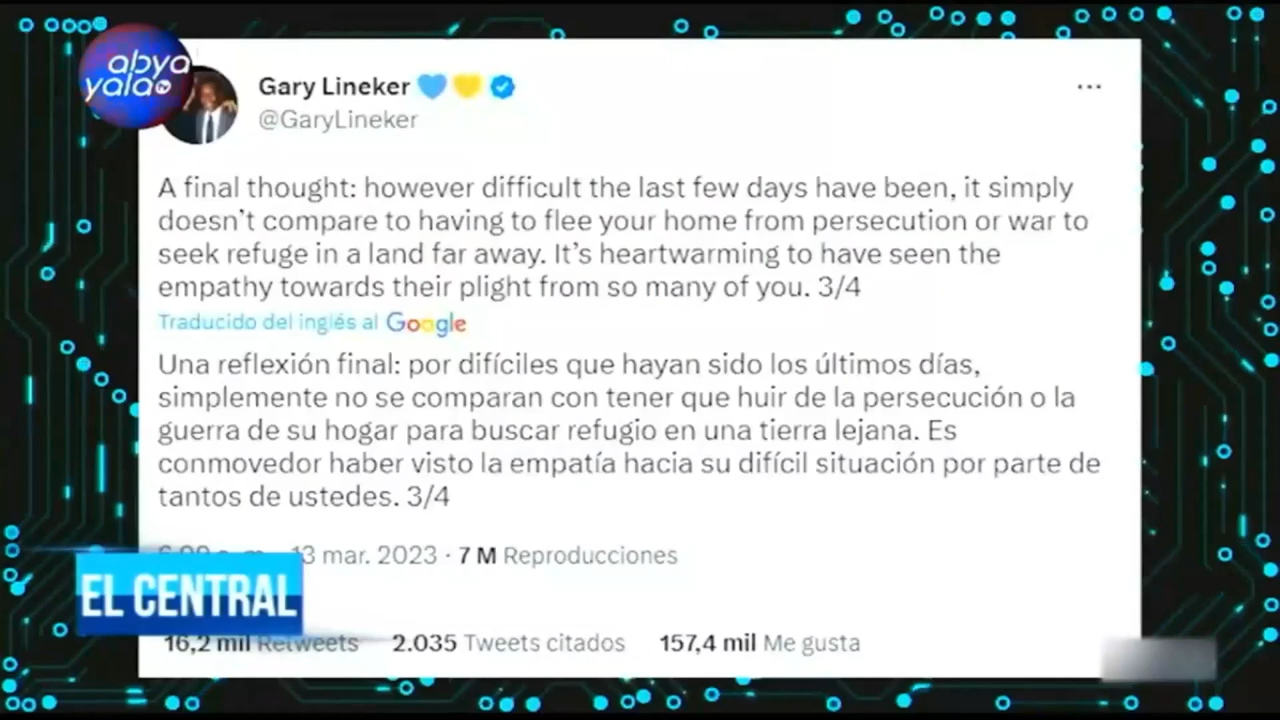 abya
yala tv
Gary Lineker
@GaryLineker
A final thought: however difficult the last few days have been, it simply
doesn't compare to having to flee your home from persecution or war to
seek refuge in a land far away. It's heartwarming to have seen the
empathy towards their plight from so many of you. 3/4
Traducido del inglés al Google
Una reflexión final: por difíciles que hayan sido los últimos días,
simplemente no se comparan con tener que huir de la persecución o la
guerra de su hogar para buscar refugio en una tierra lejana. Es
conmovedor haber visto la empatía hacia su difícil situación por parte de
tantos de ustedes. 3/4
13 mar. 2023 · 7 M Reproducciones
EL CENTRAL
16,2 mil Retweets 2.035 Tweets citados 157,4 mil Me gusta